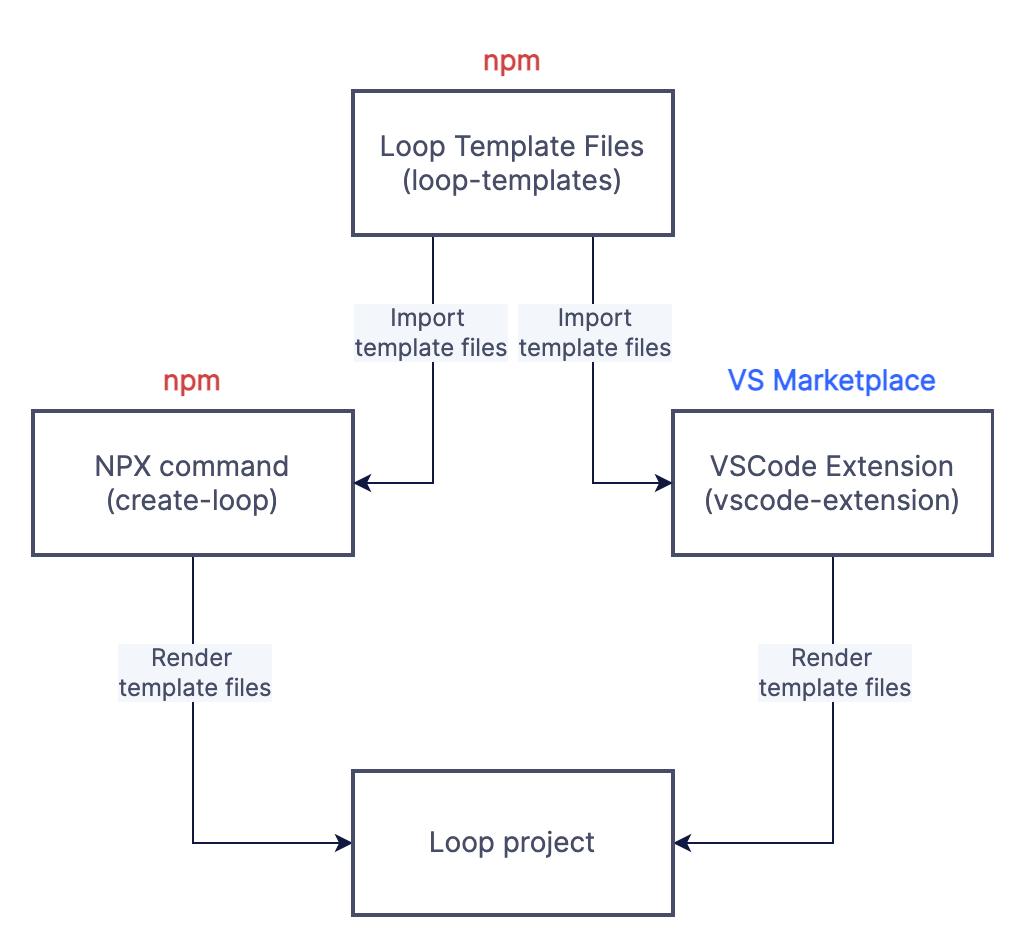 npm
Loop Template Files
(loop-templates)
Import
template files
Import
template files
npm
NPX command
(create-loop)
VS Marketplace
VSCode Extension
(vscode-extension)
Render
template files
Render
template files
Loop project